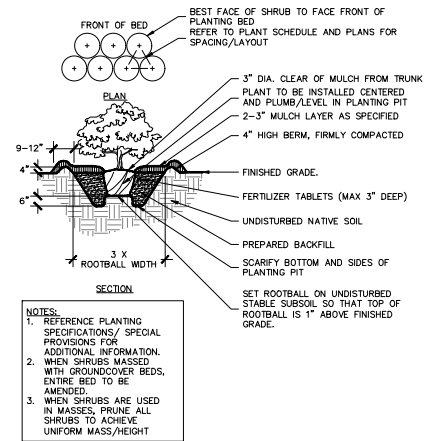 FRONT OF BED
BEST FACE OF SHRUB TO FACE FRONT OF
PLANTING BED
REFER TO PLANT SCHEDULE AND PLANS FOR
SPACING/LAYOUT
PLAN
3" DIA. CLEAR OF MULCH FROM TRUNK
PLANT TO BE INSTALLED CENTERED
AND PLUMB/LEVEL IN PLANTING PIT
2-3" MULCH LAYER AS SPECIFIED
4" HIGH BERM, FIRMLY COMPACTED
9-12"
4"
6"
FINISHED GRADE.
FERTILIZER TABLETS (MAX 3" DEEP)
UNDISTURBED NATIVE SOIL
PREPARED BACKFILL
SCARIFY BOTTOM AND SIDES OF
PLANTING PIT
3 X
ROOTBALL WIDTH
SECTION
SET ROOTBALL ON UNDISTURBED
STABLE SUBSOIL SO THAT TOP OF
ROOTBALL IS 1" ABOVE FINISHED
GRADE.
NOTES:
1. REFERENCE PLANTING
SPECIFICATIONS/ SPECIAL
PROVISIONS FOR
ADDITIONAL INFORMATION.
2. WHEN SHRUBS MASSED
WITH GROUNDCOVER BEDS,
ENTIRE BED TO BE
AMENDED.
3. WHEN SHRUBS ARE USED
IN MASSES, PRUNE ALL
SHRUBS TO ACHIEVE
UNIFORM MASS/HEIGHT